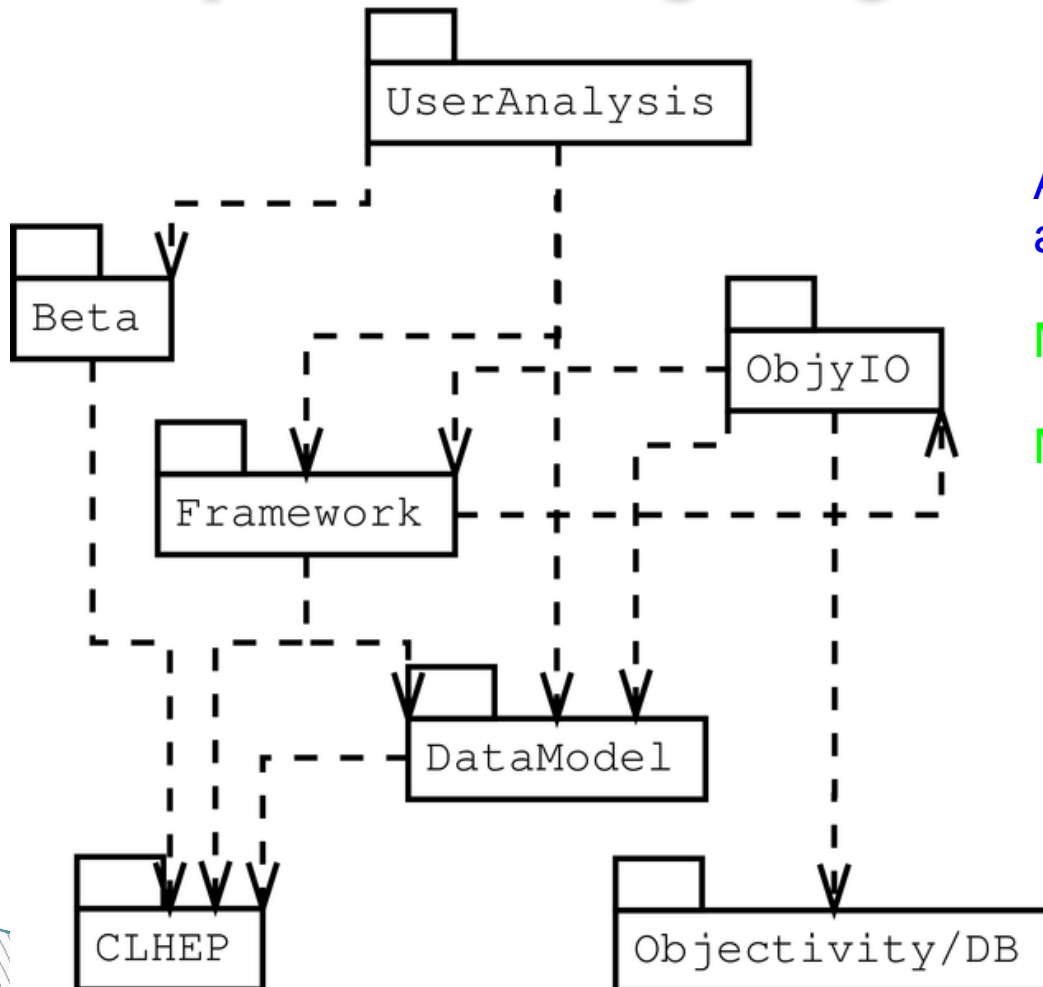 UserAnalysis
Beta
ObjyIO
Framework
DataModel
CLHEP
Objectivity/DB